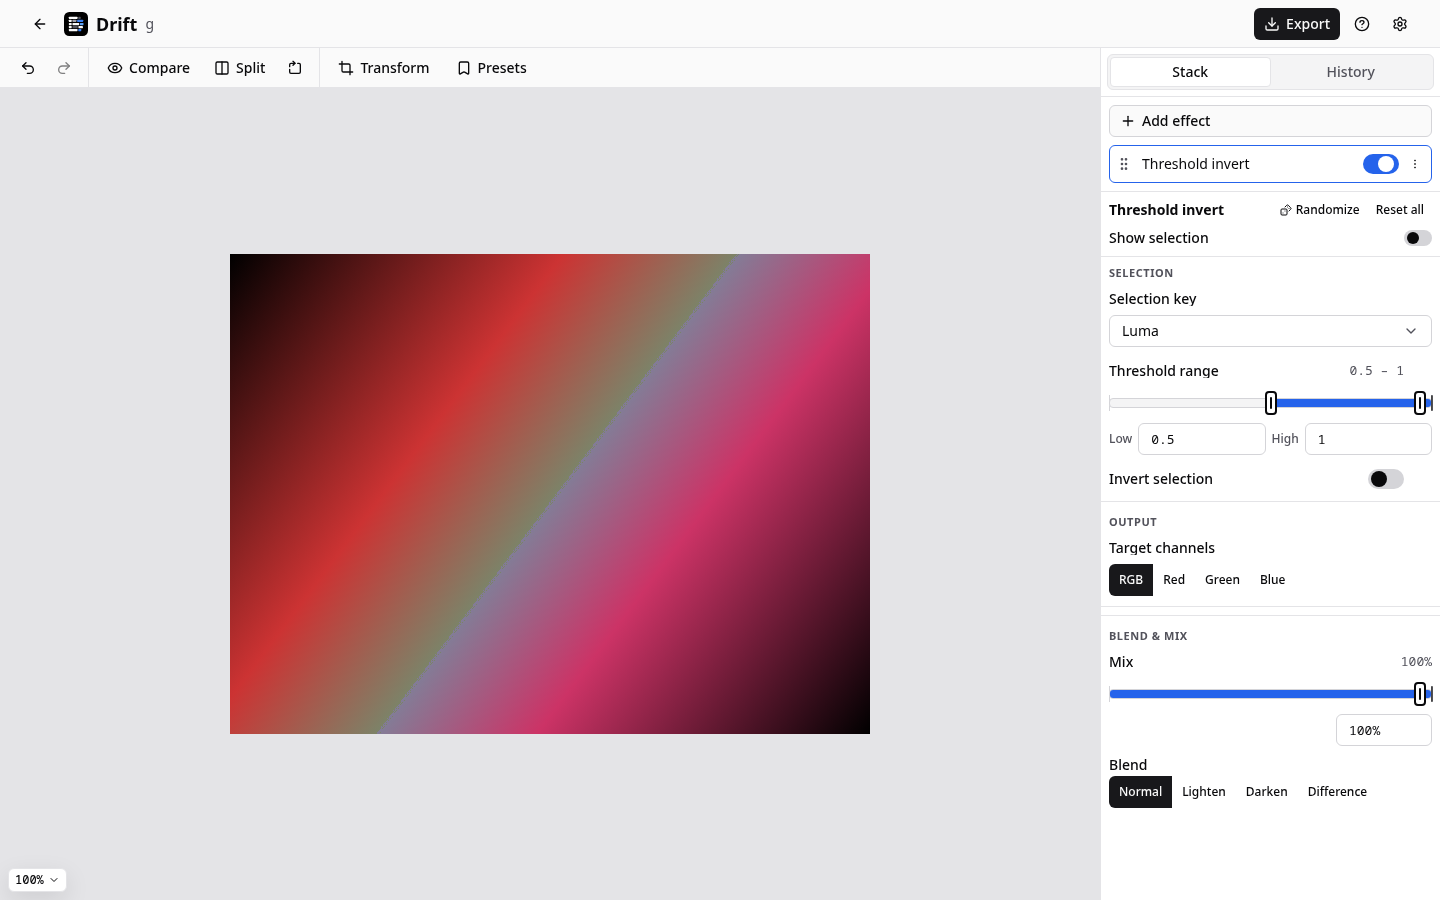 Drift g
Export
Compare Split Transform Presets
Stack History
Add effect
Threshold invert
Threshold invert Randomize Reset all
Show selection
SELECTION
Selection key
Luma
Threshold range 0.5 – 1
Low 0.5 High 1
Invert selection
OUTPUT
Target channels
RGB Red Green Blue
BLEND & MIX
Mix 100%
100%
Blend
Normal Lighten Darken Difference
100%